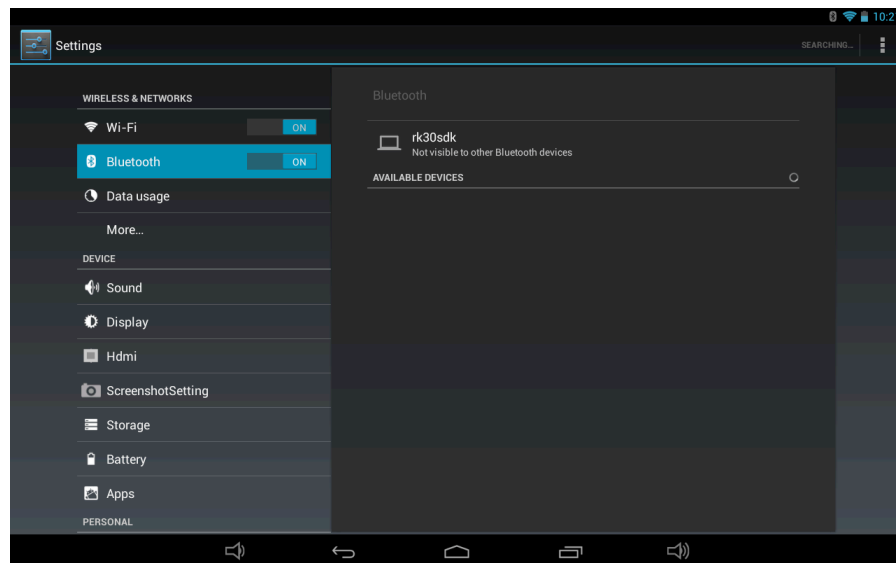 10:2
Settings
SEARCHING...
WIRELESS & NETWORKS
Wi-Fi
ON
Bluetooth
ON
Data usage
More...
DEVICE
Sound
Display
Hdmi
ScreenshotSetting
Storage
Battery
Apps
PERSONAL
Bluetooth
rk30sdk
Not visible to other Bluetooth devices
AVAILABLE DEVICES